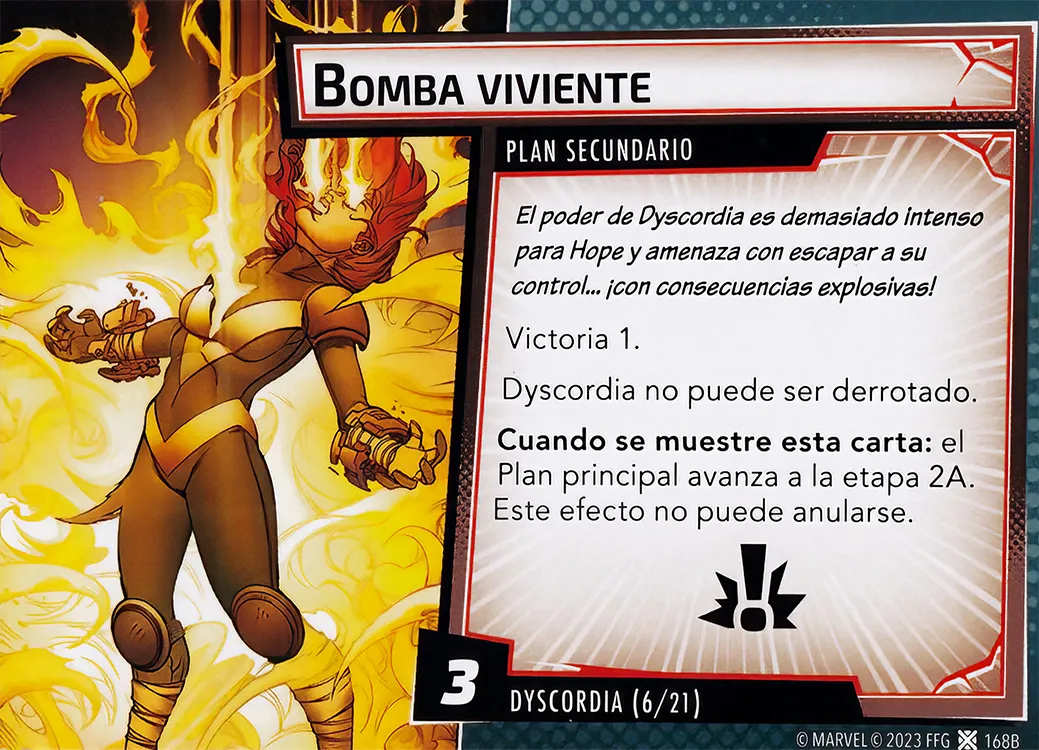 BOMBA VIVIENTE
PLAN SECUNDARIO
El poder de Dyscordia es demasiado intenso
para Hope y amenaza con escapar a su
control... ¡con consecuencias explosivas!
Victoria 1.
Dyscordia no puede ser derrotado.
Cuando se muestre esta carta: el
Plan principal avanza a la etapa 2A.
Este efecto no puede anularse.
3
DYSCORDIA (6/21)
© MARVEL © 2023 FFG 168B